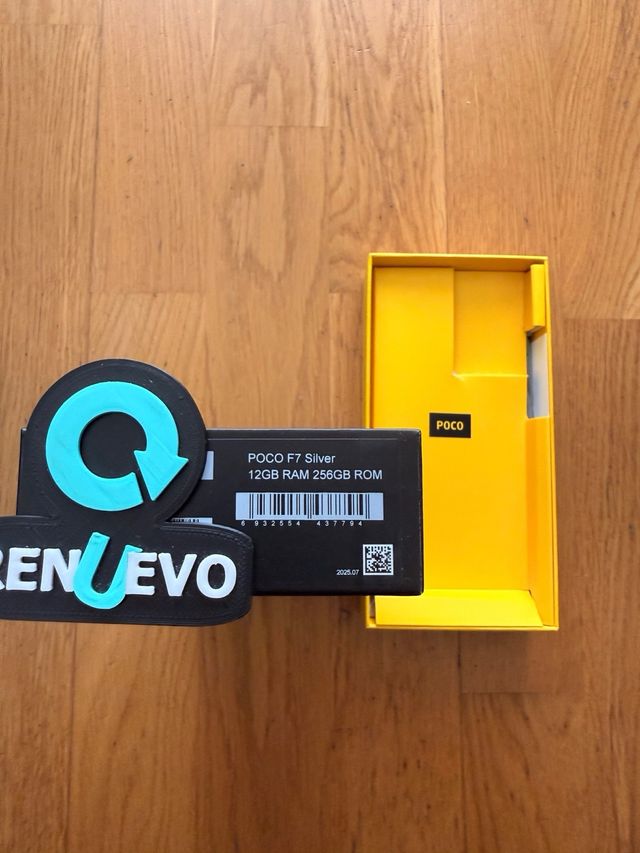 POCO
POCO F7 Silver
12GB RAM 256GB ROM
6 932554 437794
2025.07
RENUEVO